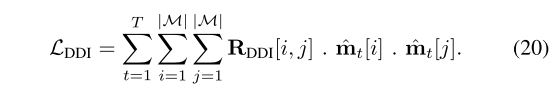 $$\mathcal{L}_{\text{DDI}} = \sum_{t=1}^{T} \sum_{i=1}^{|\mathcal{M}|} \sum_{j=1}^{|\mathcal{M}|} \mathbf{R}_{\text{DDI}}[i, j] \ . \ \hat{\mathbf{m}}_t[i] \ . \ \hat{\mathbf{m}}_t[j]. \quad (20)$$